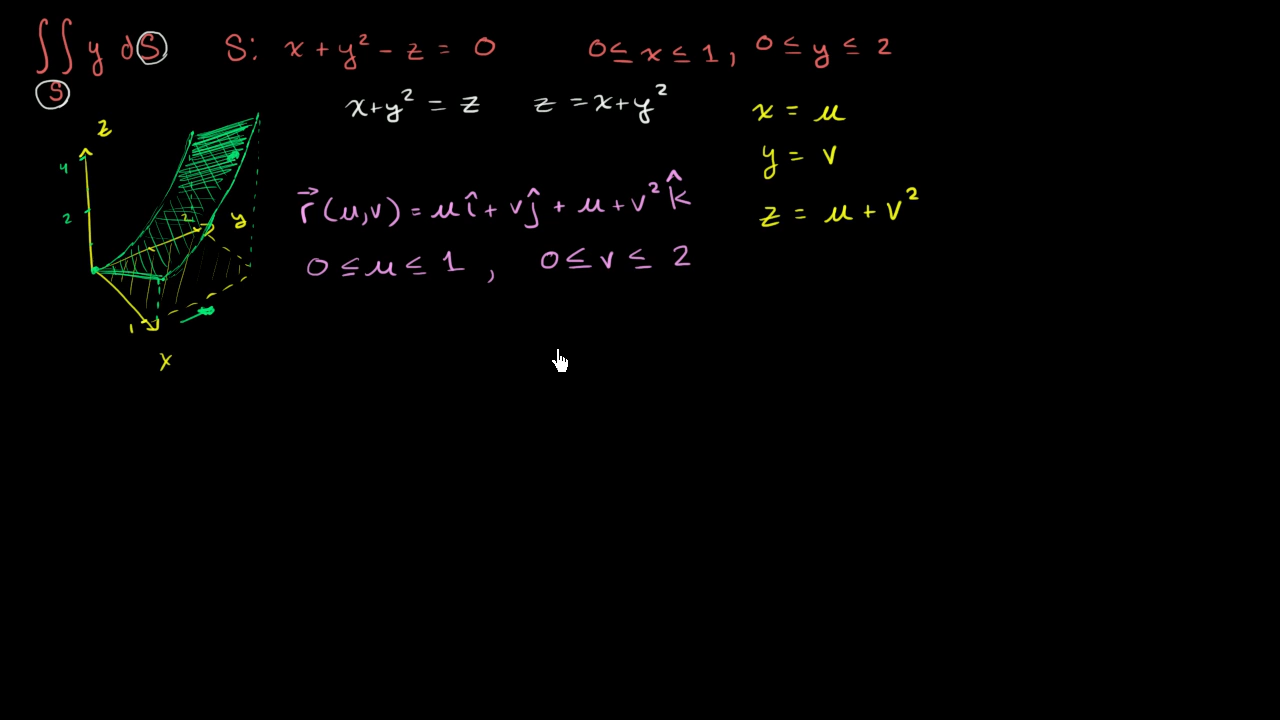 ∬_S y dS S: x + y² - z = 0 0 ≤ x ≤ 1, 0 ≤ y ≤ 2
x+y² = z z = x+y² x = u
z
y = v
4
r⃗(u,v) = u î + v ĵ + u + v² k̂ z = u + v²
2 2 y
0 ≤ u ≤ 1, 0 ≤ v ≤ 2
1
x